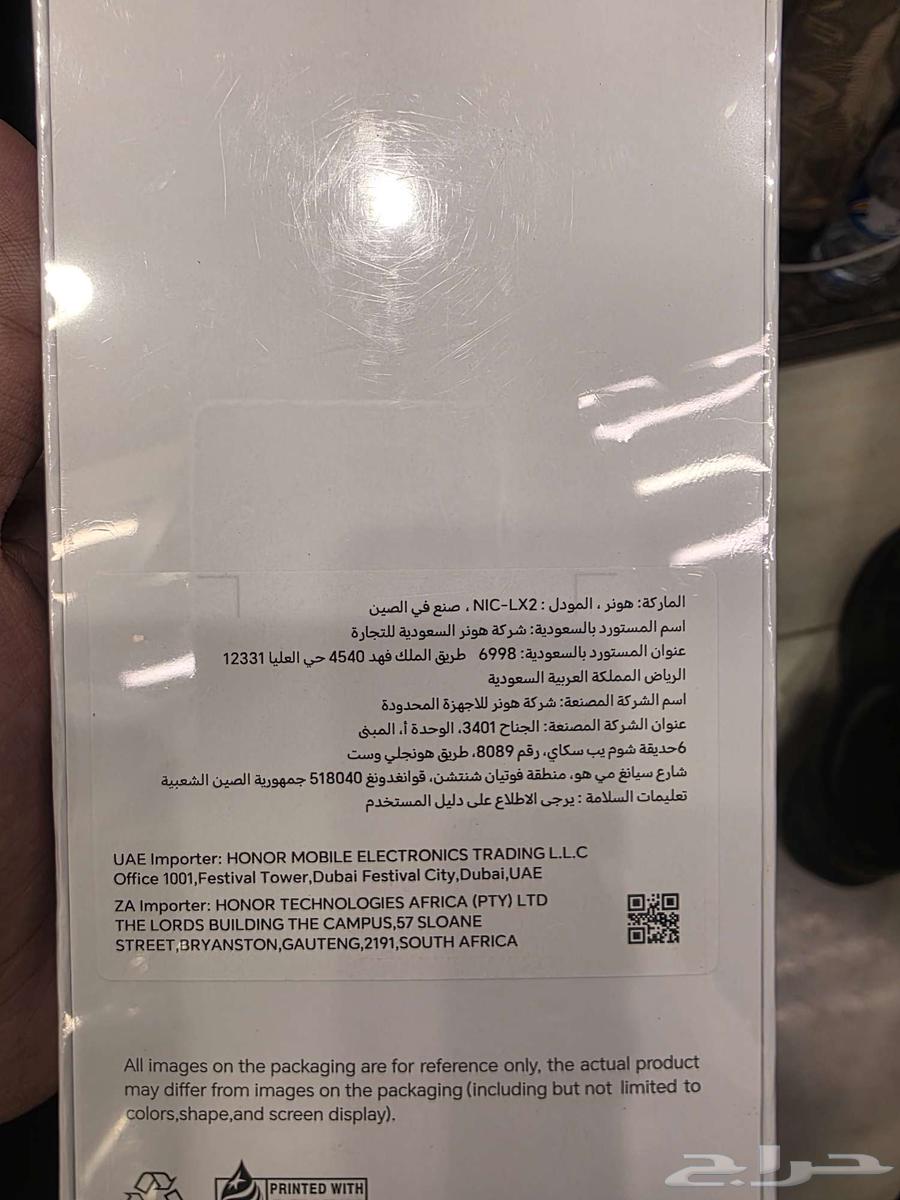 الماركة: هونر ، المودل : NIC-LX2 ، صنع في الصين
اسم المستورد بالسعودية: شركة هونر السعودية للتجارة
عنوان المستورد بالسعودية: 6998 طريق الملك فهد 4540 حي العليا 12331
الرياض المملكة العربية السعودية
اسم الشركة المصنعة: شركة هونر للاجهزة المحدودة
عنوان الشركة المصنعة: الجناح 3401، الوحدة أ، المبنى
6حديقة شوم يب سكاي، رقم 8089، طريق هونجلي وست
شارع سيانغ مي هو، منطقة فوتيان شنتشن، قوانغدونغ 518040 جمهورية الصين الشعبية
تعليمات السلامة : يرجى الاطلاع على دليل المستخدم
UAE Importer: HONOR MOBILE ELECTRONICS TRADING L.L.C
Office 1001,Festival Tower,Dubai Festival City,Dubai,UAE
ZA Importer: HONOR TECHNOLOGIES AFRICA (PTY) LTD
THE LORDS BUILDING THE CAMPUS,57 SLOANE
STREET,BRYANSTON,GAUTENG,2191,SOUTH AFRICA
All images on the packaging are for reference only, the actual product
may differ from images on the packaging (including but not limited to
colors,shape,and screen display).
PRINTED WITH
حراج